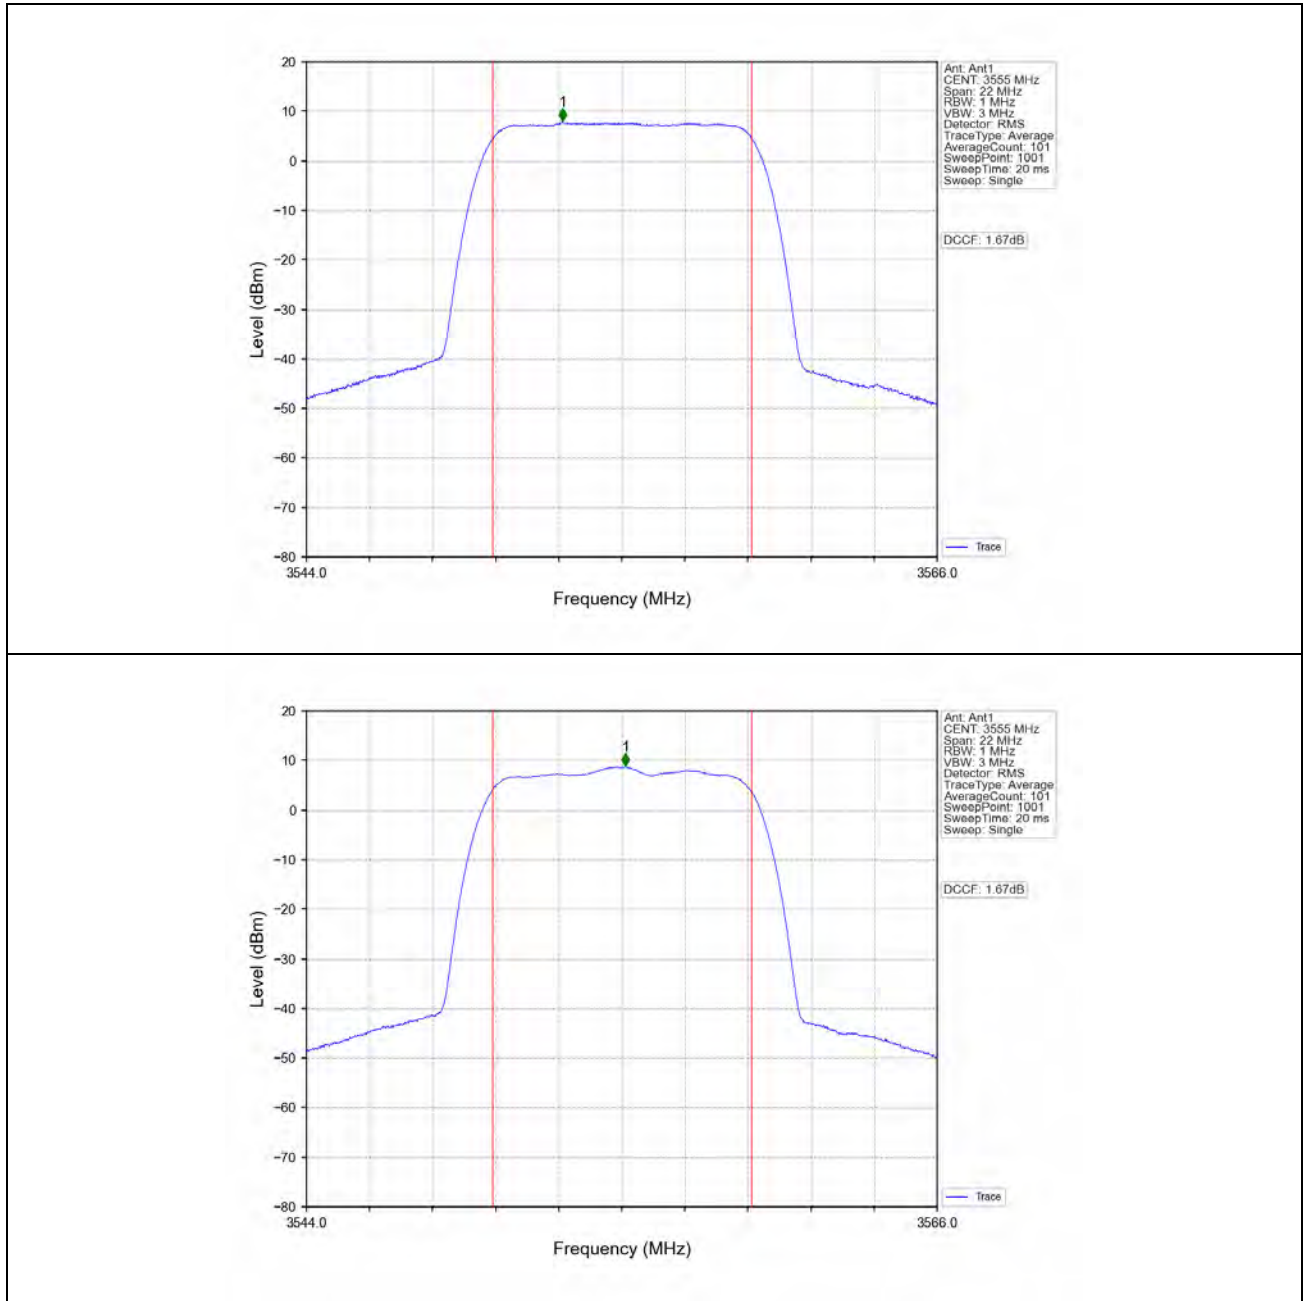 20
10
0
−10
−20
−30
−40
−50
−60
−70
−80
Level (dBm)
1
3544.0
3566.0
Frequency (MHz)
Ant: Ant1
CENT: 3555 MHz
Span: 22 MHz
RBW: 1 MHz
VBW: 3 MHz
Detector: RMS
TraceType: Average
AverageCount: 101
SweepPoint: 1001
SweepTime: 20 ms
Sweep: Single
DCCF: 1.67dB
Trace
20
10
0
−10
−20
−30
−40
−50
−60
−70
−80
Level (dBm)
1
3544.0
3566.0
Frequency (MHz)
Ant: Ant1
CENT: 3555 MHz
Span: 22 MHz
RBW: 1 MHz
VBW: 3 MHz
Detector: RMS
TraceType: Average
AverageCount: 101
SweepPoint: 1001
SweepTime: 20 ms
Sweep: Single
DCCF: 1.67dB
Trace